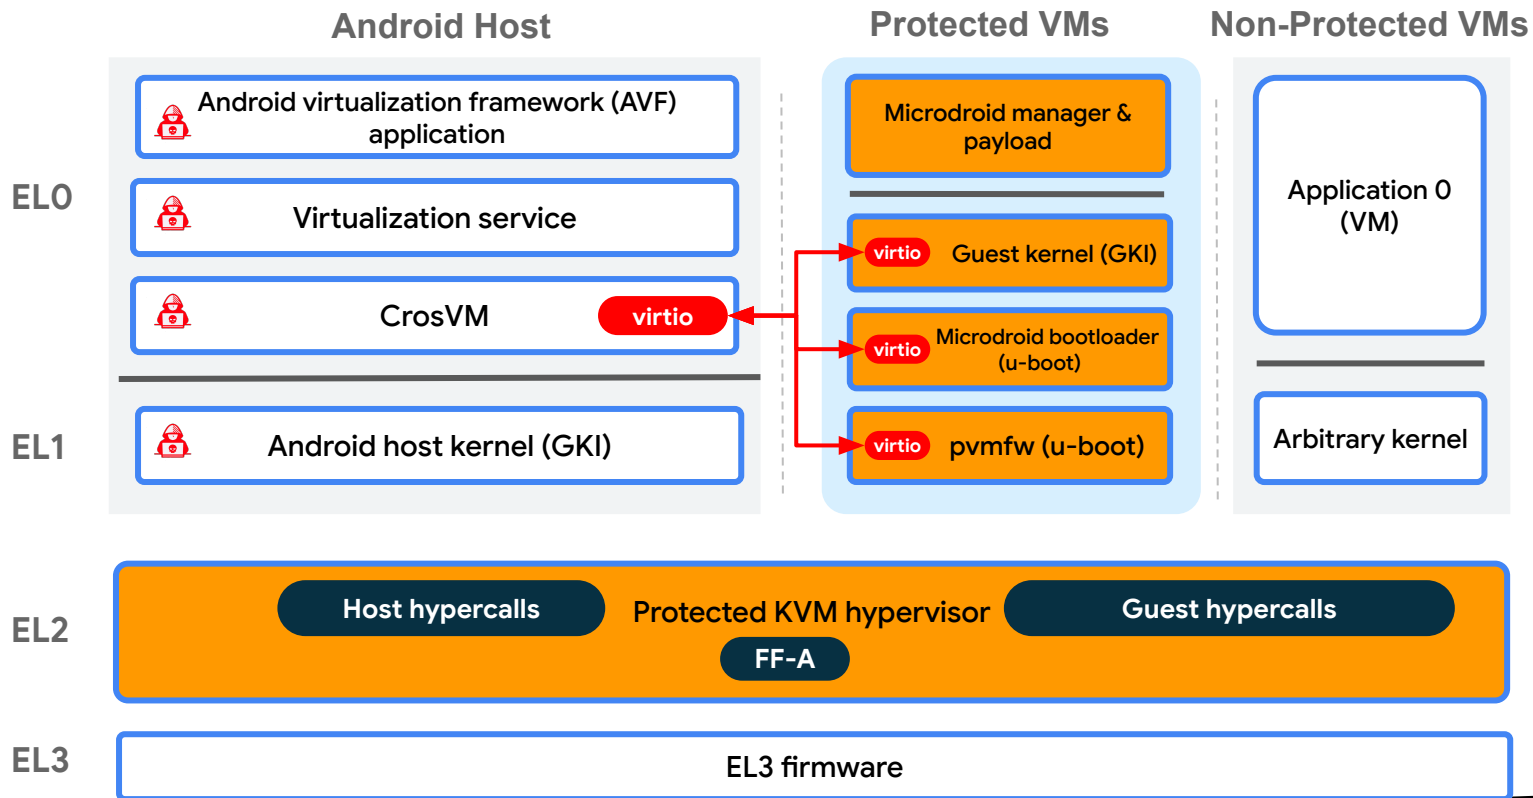 Android Host
Protected VMs
Non-Protected VMs
EL0
Android virtualization framework (AVF)
application
Virtualization service
CrosVM
virtio
Microdroid manager &
payload
virtio
Guest kernel (GKI)
virtio
Microdroid bootloader
(u-boot)
Application 0
(VM)
EL1
Android host kernel (GKI)
virtio
pvmfw (u-boot)
Arbitrary kernel
EL2
Host hypercalls
Protected KVM hypervisor
Guest hypercalls
FF-A
EL3
EL3 firmware